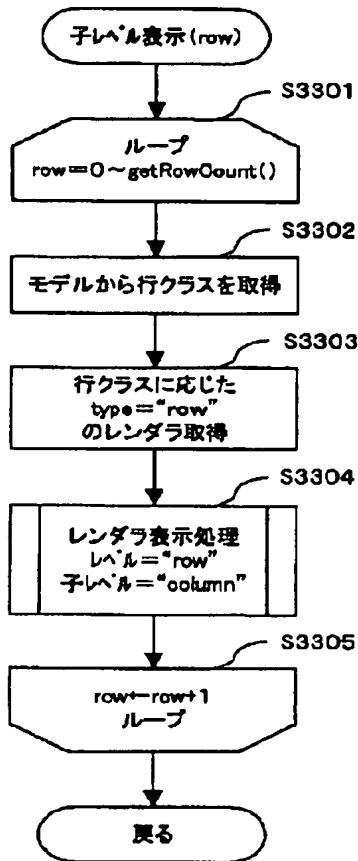 子レベル表示(row)
S3301
ループ
row=0~getRowCount()
S3302
モデルから行クラスを取得
S3303
行クラスに応じた
type="row"
のレンダラ取得
S3304
レンダラ表示処理
レベル="row"
子レベル="column"
S3305
row←row+1
ループ
戻る